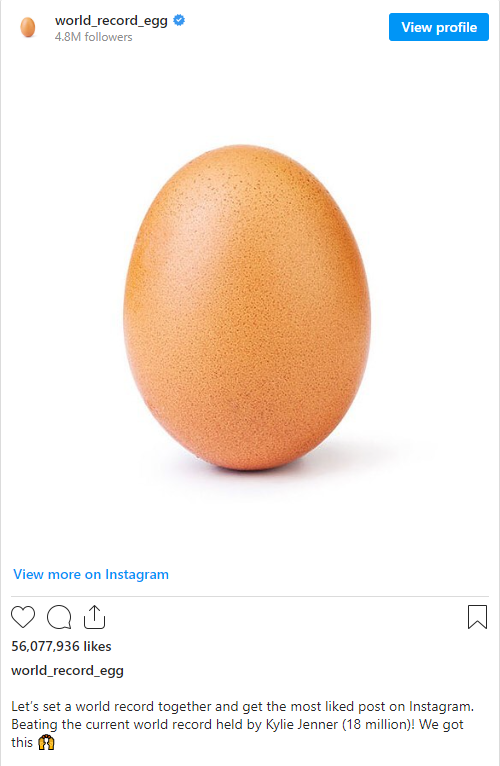 world_record_egg
4.8M followers
View profile
View more on Instagram
56,077,936 likes
world_record_egg
Let's set a world record together and get the most liked post on Instagram.
Beating the current world record held by Kylie Jenner (18 million)! We got
this 🙌